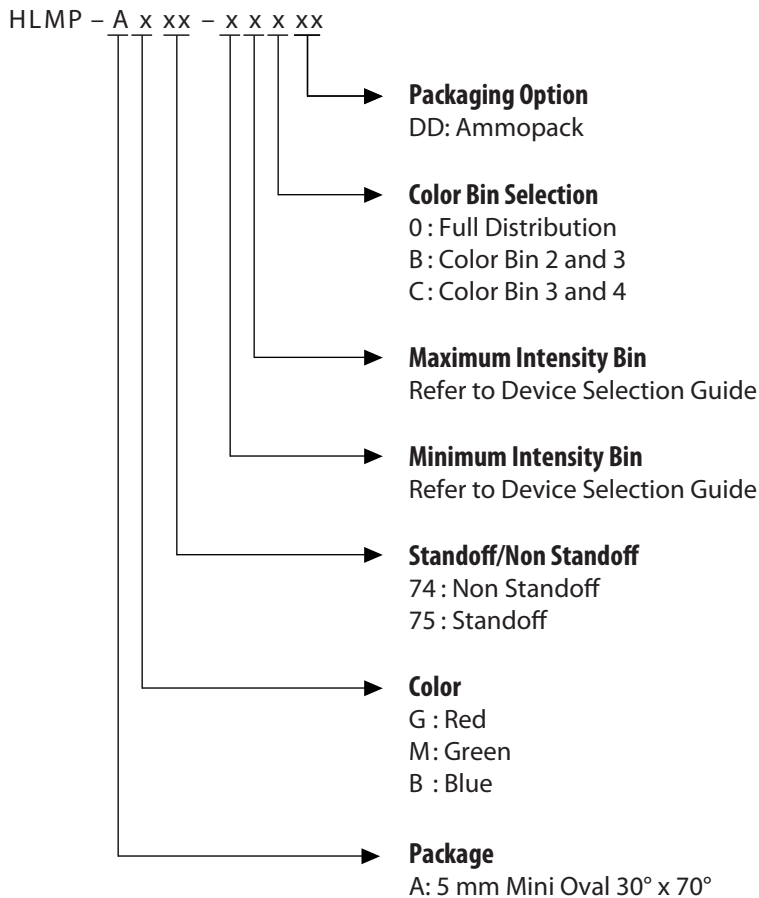 HLMP – A x xx – x x x xx
Packaging Option
DD: Ammopack
Color Bin Selection
0 : Full Distribution
B : Color Bin 2 and 3
C : Color Bin 3 and 4
Maximum Intensity Bin
Refer to Device Selection Guide
Minimum Intensity Bin
Refer to Device Selection Guide
Standoff/Non Standoff
74 : Non Standoff
75 : Standoff
Color
G : Red
M : Green
B : Blue
Package
A: 5 mm Mini Oval 30° x 70°